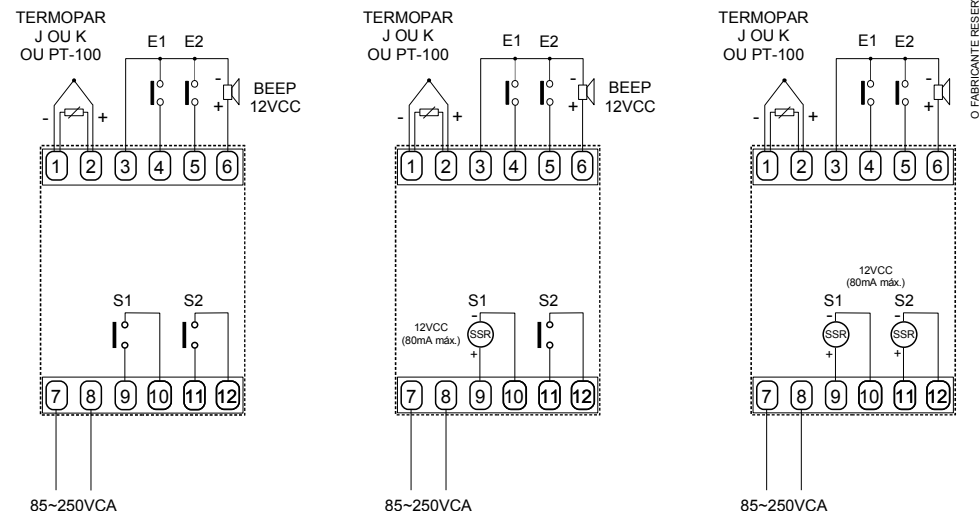 TERMOPAR
J OU K
OU PT-100
E1 E2
-
+
- +
BEEP
12VCC
1 2 3 4 5 6
S1 S2
7 8 9 10 11 12
85~250VCA
TERMOPAR
J OU K
OU PT-100
E1 E2
-
+
- +
BEEP
12VCC
1 2 3 4 5 6
S1 S2
12VCC
(80mA máx.)
-
SSR
+
7 8 9 10 11 12
85~250VCA
TERMOPAR
J OU K
OU PT-100
E1 E2
-
+
- +
1 2 3 4 5 6
12VCC
(80mA máx.)
S1 S2
- -
SSR SSR
+ +
7 8 9 10 11 12
85~250VCA
O FABRICANTE